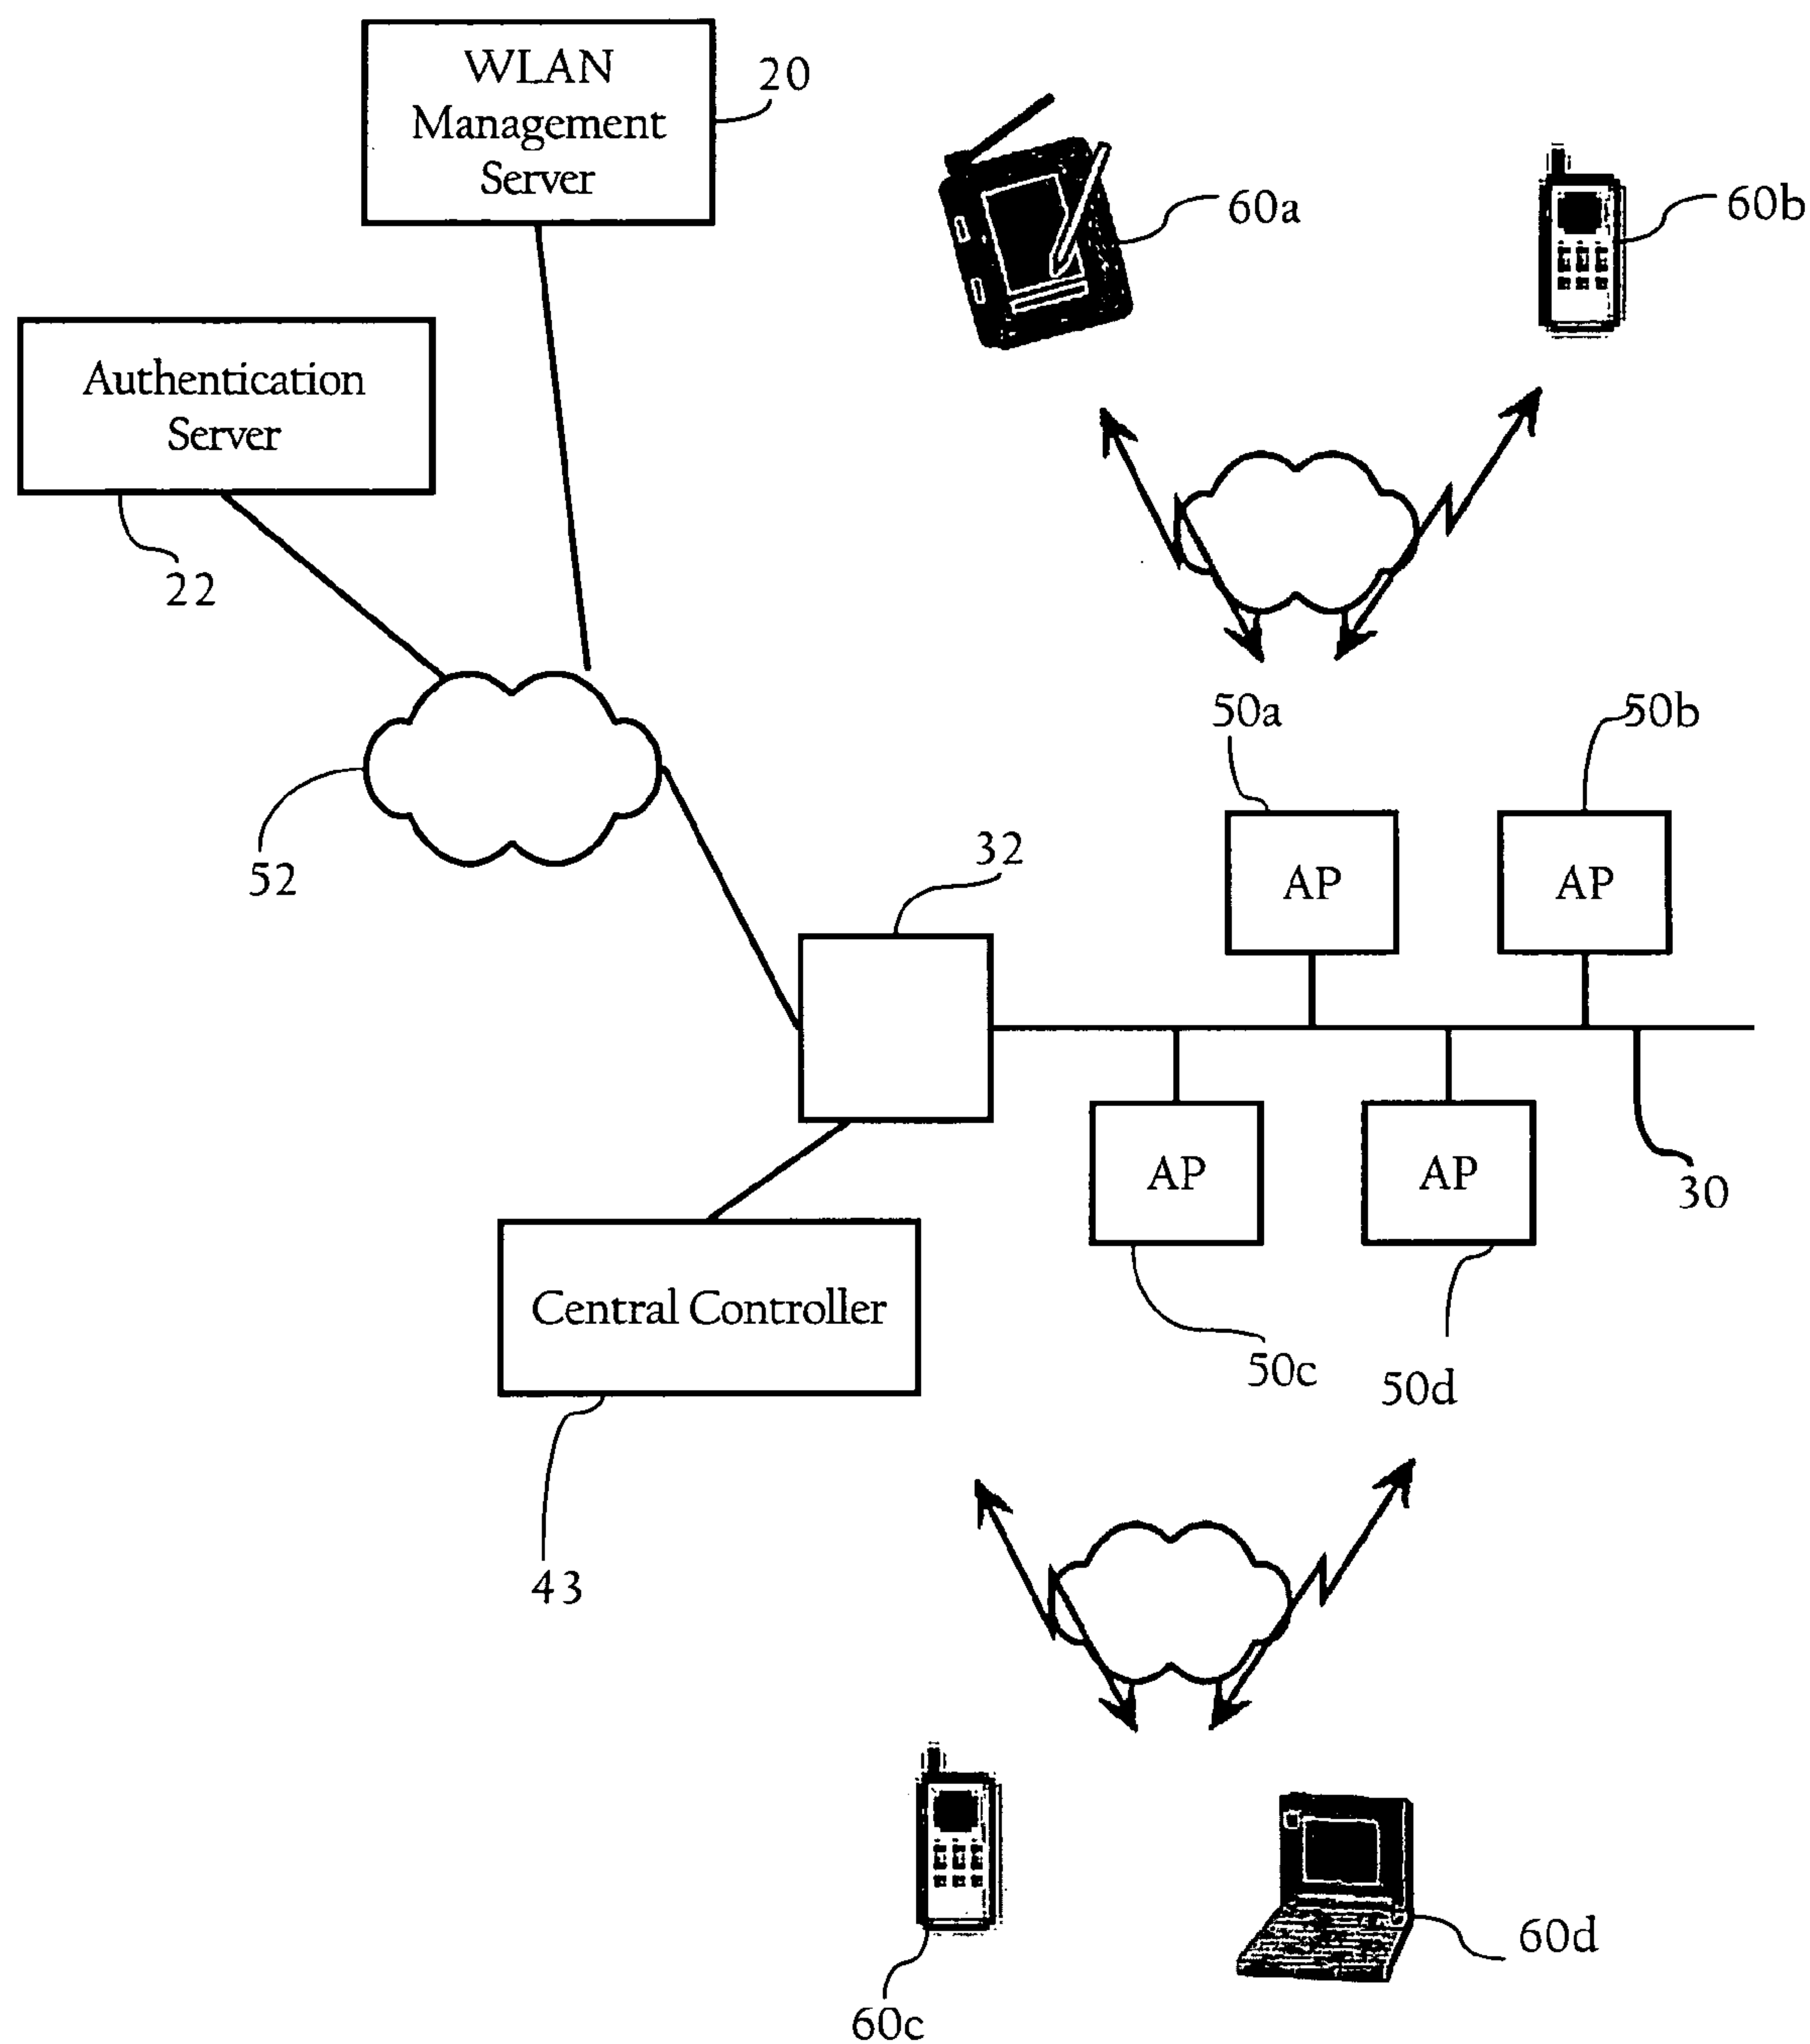 WLAN
Management
Server
20
60a
60b
Authentication
Server
22
50a
50b
52
32
AP
AP
AP
AP
30
Central Controller
50c
50d
43
60d
60c